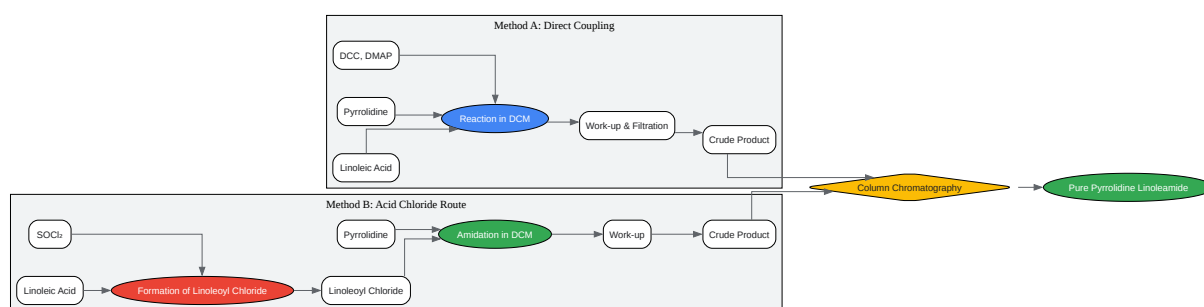 Method A: Direct Coupling
DCC, DMAP
Pyrrolidine
Reaction in DCM
Work-up & Filtration
Crude Product
Linoleic Acid
Column Chromatography
Pure Pyrrolidine Linoleamide
Method B: Acid Chloride Route
SOCl₂
Pyrrolidine
Amidation in DCM
Work-up
Crude Product
Linoleic Acid
Formation of Linoleoyl Chloride
Linoleoyl Chloride